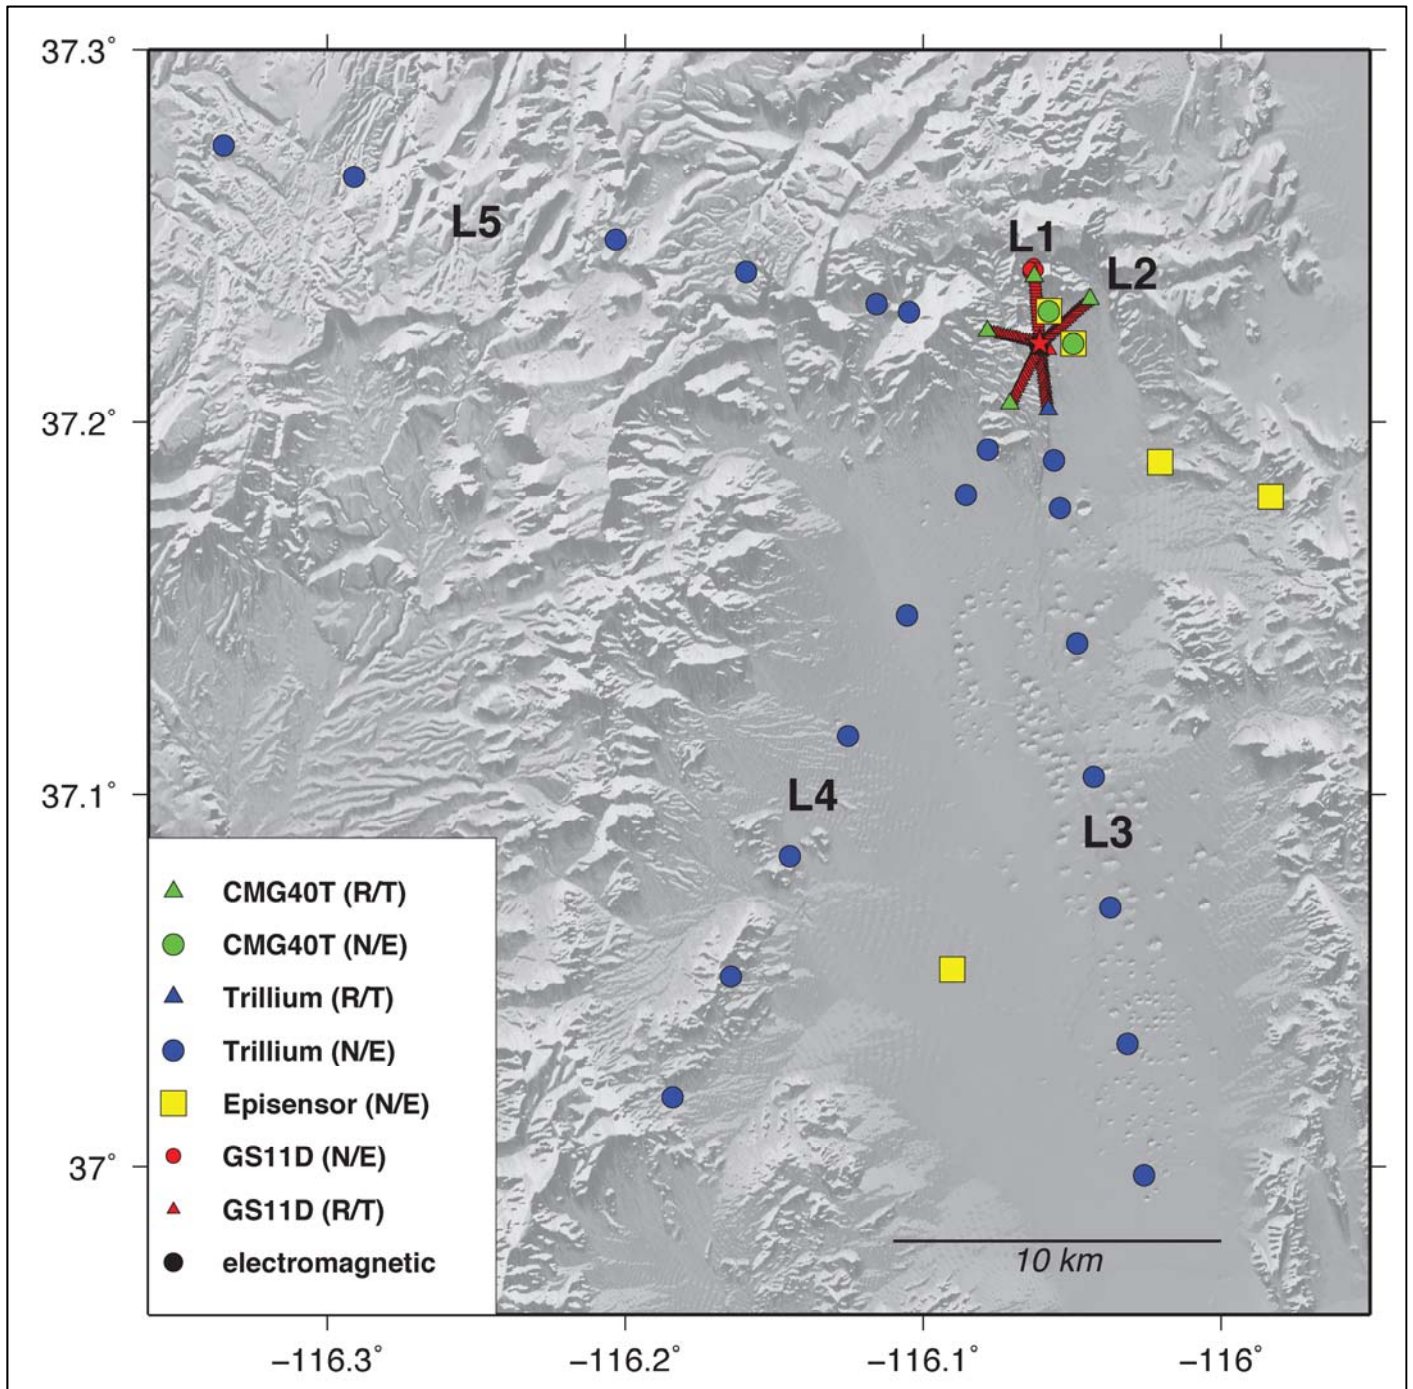 37.3°
L5
L1
L2
37.2°
37.1°
L4
L3
CMG40T (R/T)
CMG40T (N/E)
Trillium (R/T)
Trillium (N/E)
Episensor (N/E)
37°
GS11D (N/E)
GS11D (R/T)
electromagnetic
10 km
−116.3° −116.2° −116.1° −116°